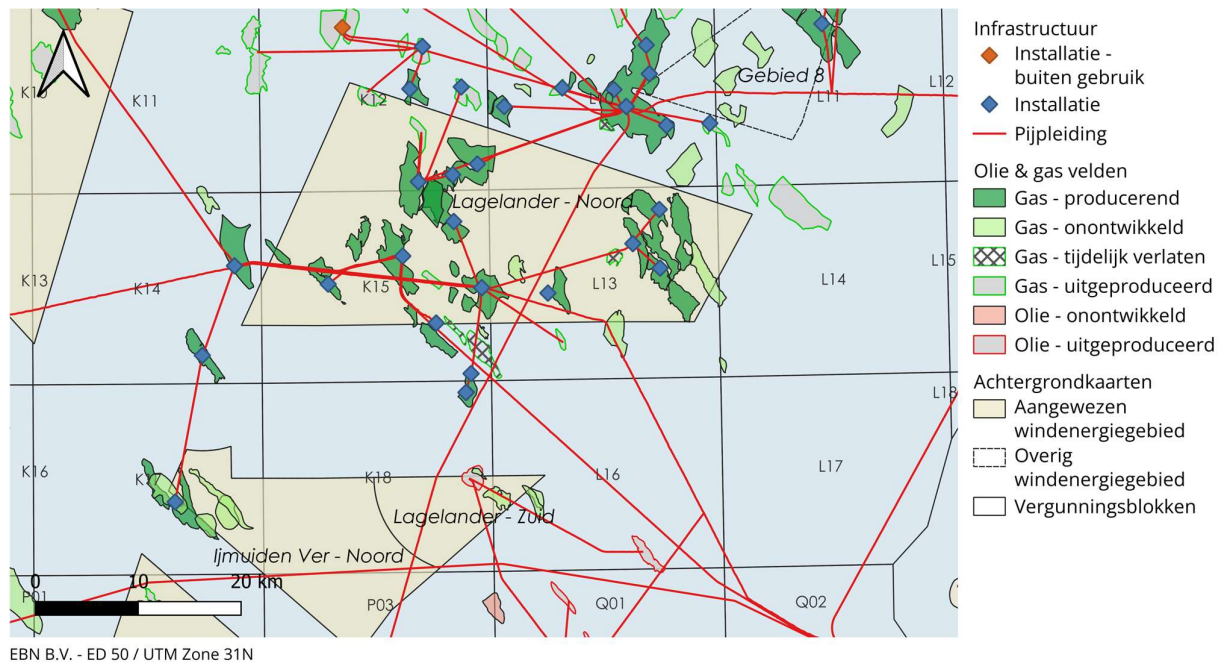 Gebied 8
L12
K10
K11
K12
L10
L11
Lagelander - Noord
L15
K13
K14
K15
L13
L14
L18
K16
K18
L16
L17
Lagelander - Zuid
Ijmuiden Ver - Noord
0 10 20 km
P01
P03
Q01
Q02
EBN B.V. - ED 50 / UTM Zone 31N
Infrastructuur
Installatie -
buiten gebruik
Installatie
Pijpleiding
Olie & gas velden
Gas - producerend
Gas - onontwikkeld
Gas - tijdelijk verlaten
Gas - uitgeproduceerd
Olie - onontwikkeld
Olie - uitgeproduceerd
Achtergrondkaarten
Aangewezen
windenergiegebied
Overig
windenergiegebied
Vergunningsblokken